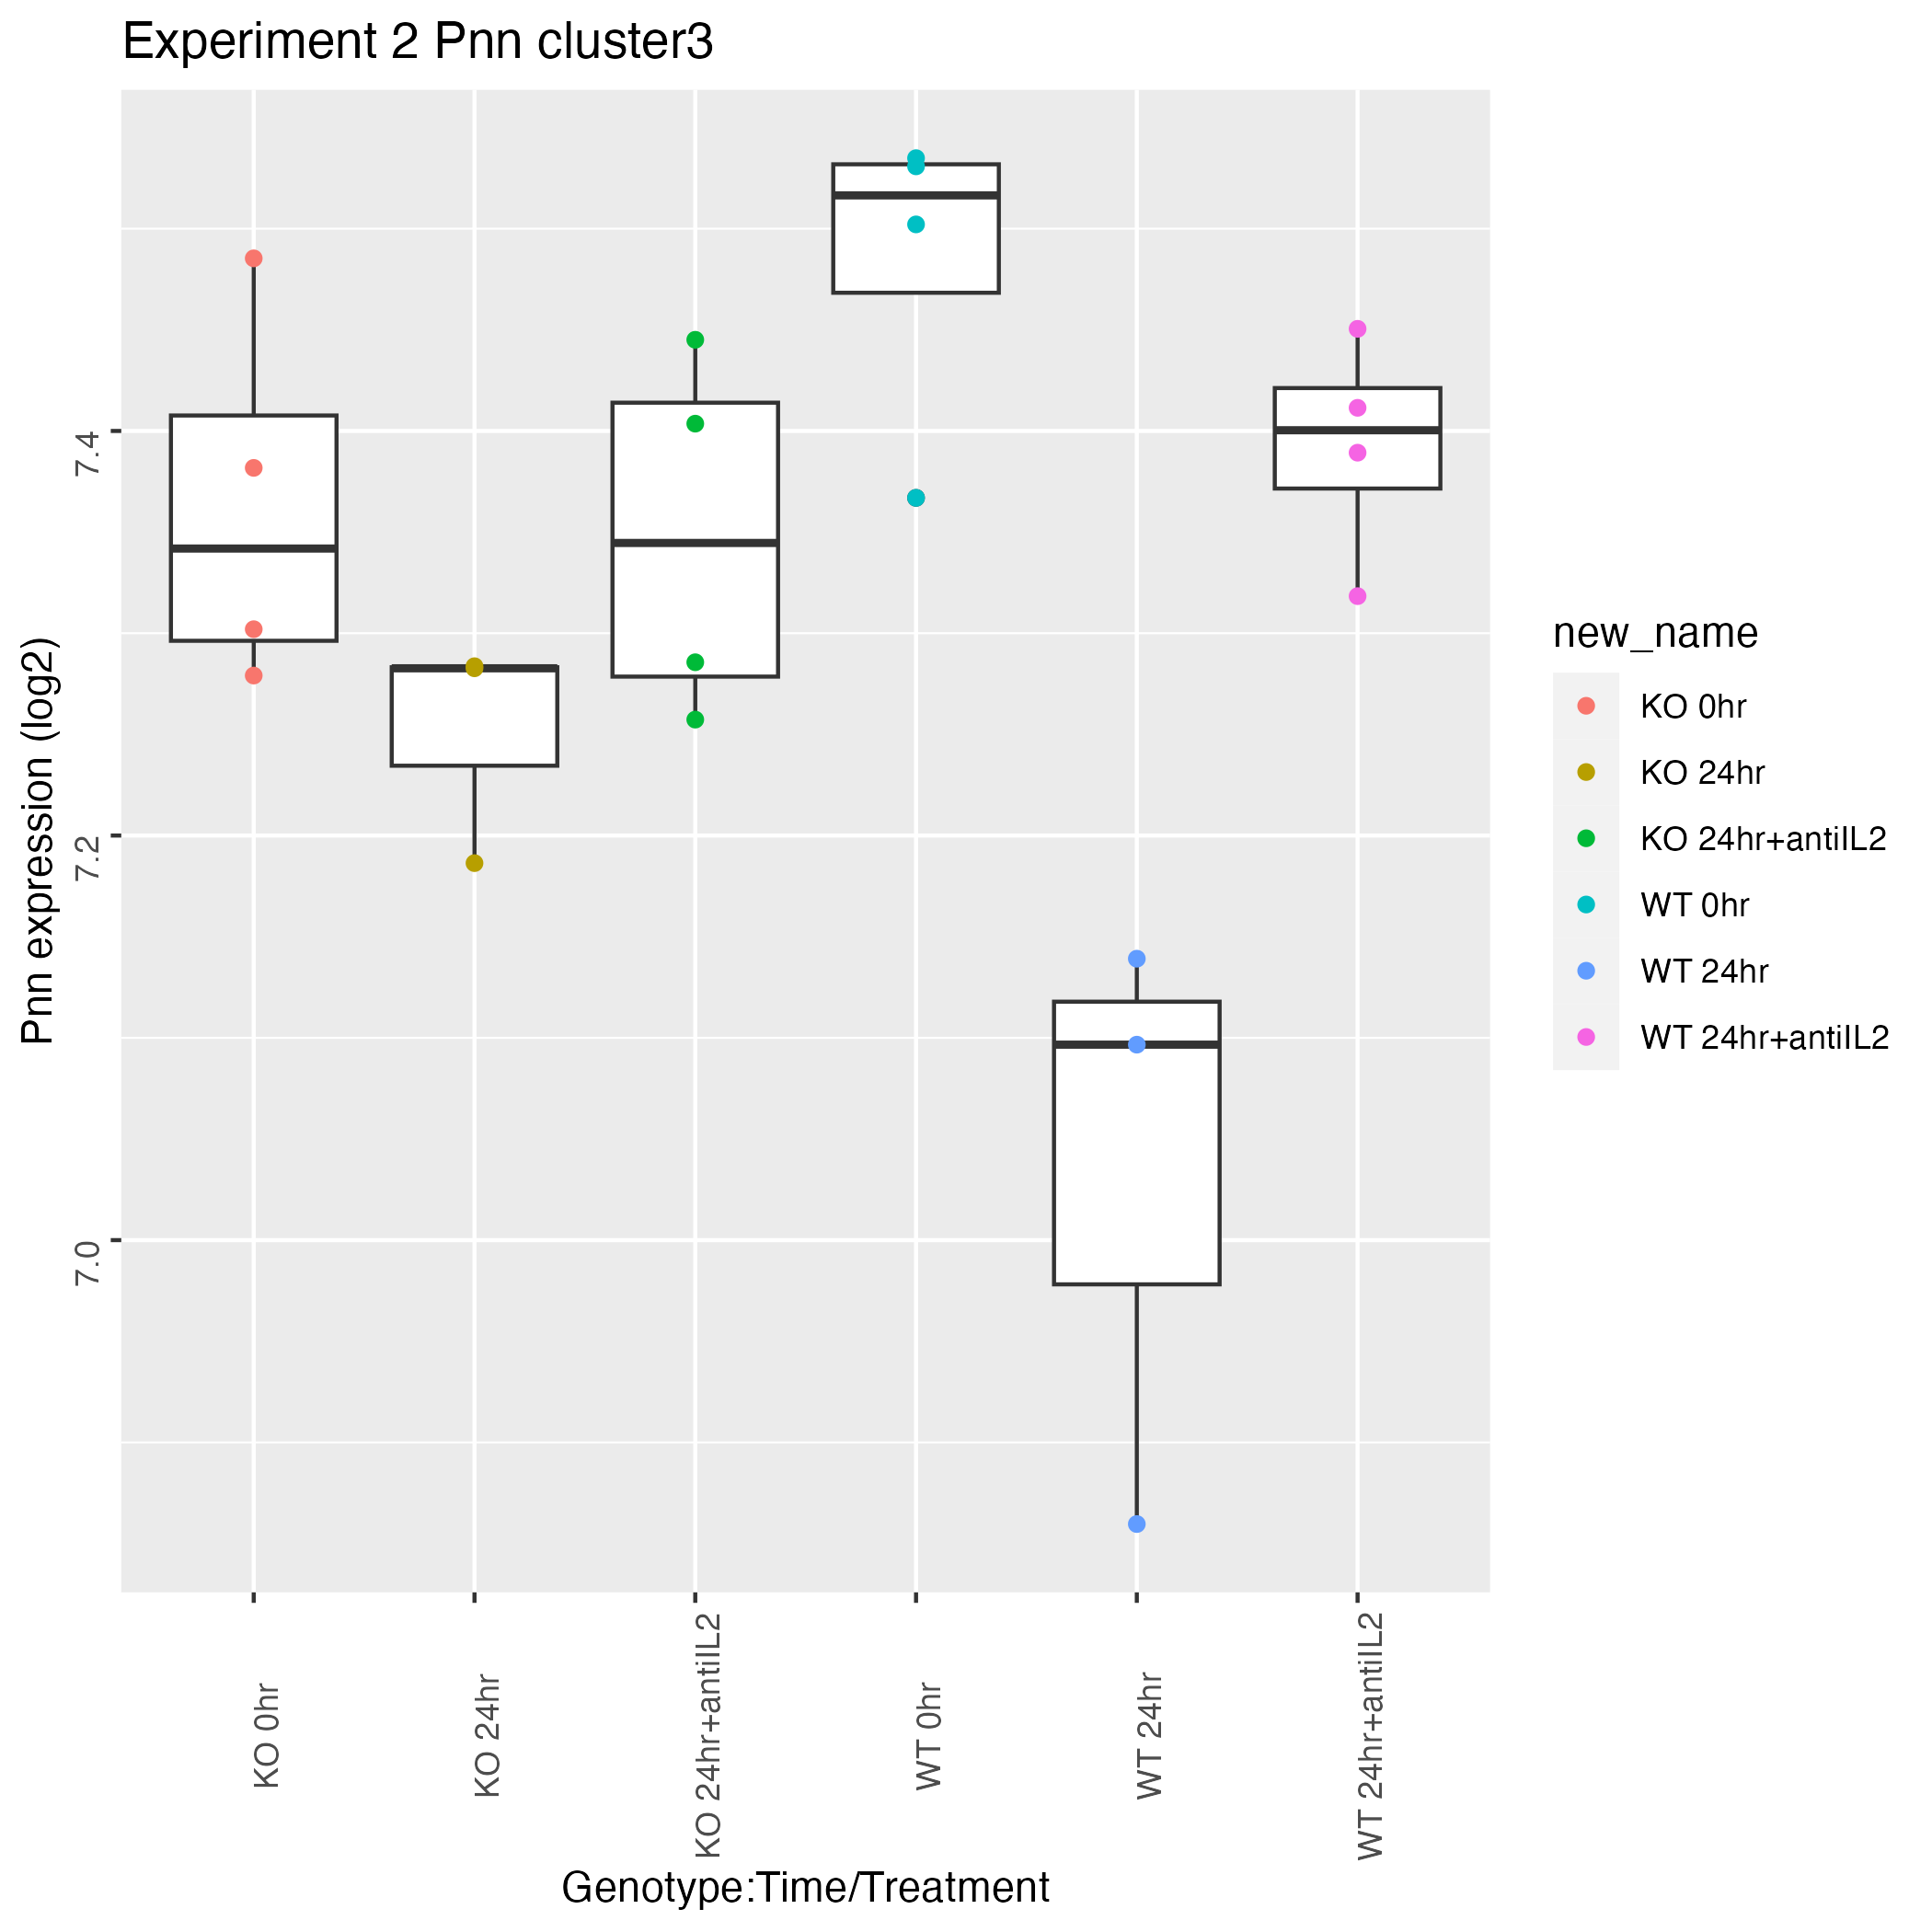 Experiment 2 Pnn cluster3
Pnn expression (log2)
7.4
7.2
7.0
KO 0hr
KO 24hr
KO 24hr+antiIL2
WT 0hr
WT 24hr
WT 24hr+antiIL2
Genotype:Time/Treatment
new_name
KO 0hr
KO 24hr
KO 24hr+antiIL2
WT 0hr
WT 24hr
WT 24hr+antiIL2